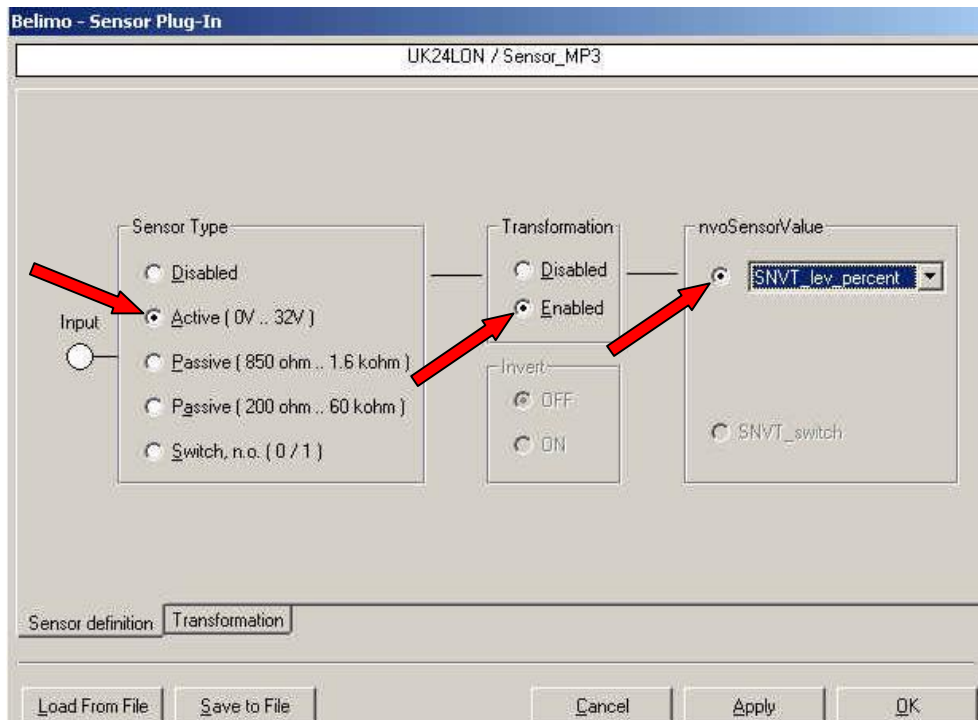 Belimo - Sensor Plug-In
UK24LON / Sensor_MP3
Sensor Type
Disabled
Active ( 0V .. 32V )
Passive ( 850 ohm .. 1.6 kohm )
Passive ( 200 ohm .. 60 kohm )
Switch, n.o. ( 0 / 1 )
Input
Transformation
Disabled
Enabled
Invert
OFF
ON
nvoSensorValue
SNVT_lev_percent
SNVT_switch
Sensor definition
Transformation
Load From File
Save to File
Cancel
Apply
OK